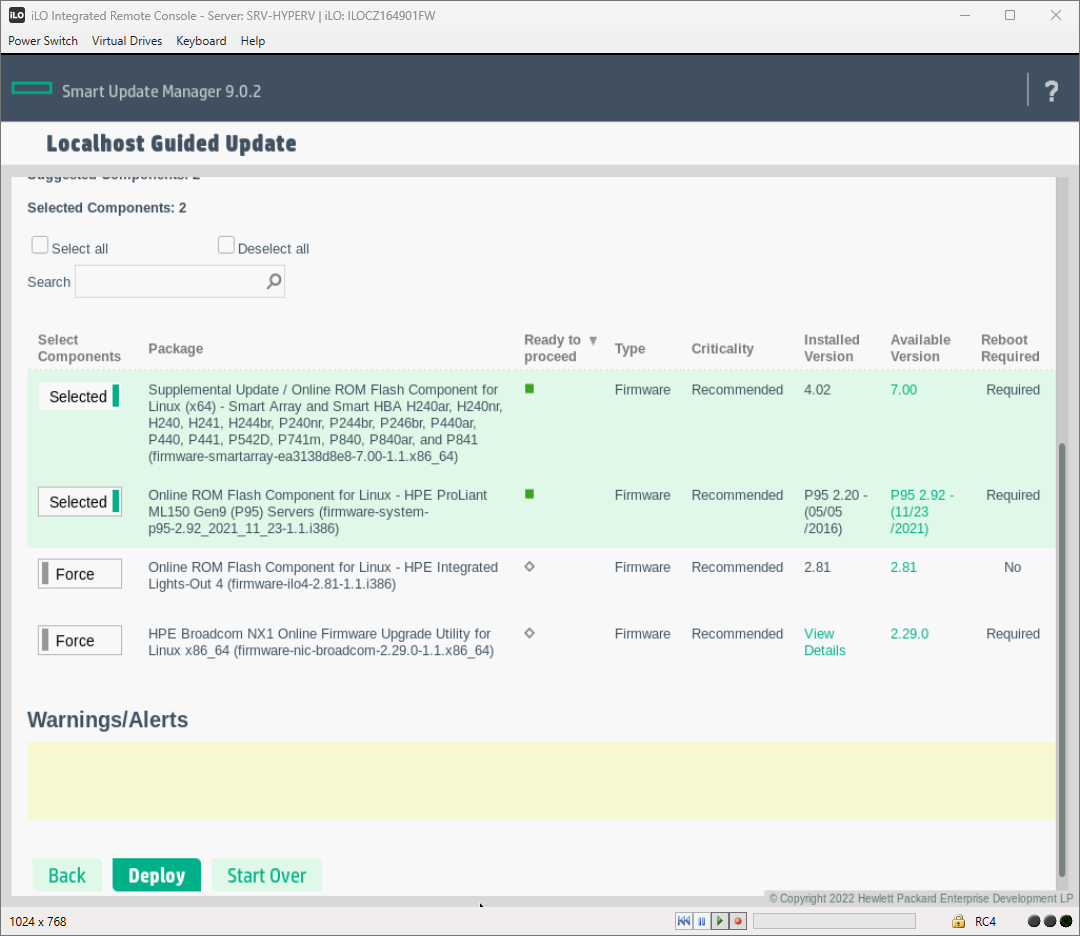 iLO Integrated Remote Console - Server: SRV-HYPERV | iLO: ILOCZ164901FW
Power Switch Virtual Drives Keyboard Help
Smart Update Manager 9.0.2 ?
Localhost Guided Update
Suggested Components: 2
Selected Components: 2
Select all Deselect all
Search
Select Components Package Ready to proceed Type Criticality Installed Version Available Version Reboot Required
Selected
Supplemental Update / Online ROM Flash Component for
Linux (x64) - Smart Array and Smart HBA H240ar, H240nr,
H240, H241, H244br, P240nr, P244br, P246br, P440ar,
P440, P441, P542D, P741m, P840, P840ar, and P841
(firmware-smartarray-ea3138d8e8-7.00-1.1.x86_64)
Firmware Recommended 4.02 7.00 Required
Selected
Online ROM Flash Component for Linux - HPE ProLiant
ML150 Gen9 (P95) Servers (firmware-system-
p95-2.92_2021_11_23-1.1.i386)
Firmware Recommended
P95 2.20 -
(05/05
/2016)
P95 2.92 -
(11/23
/2021)
Required
Force
Online ROM Flash Component for Linux - HPE Integrated
Lights-Out 4 (firmware-ilo4-2.81-1.1.i386)
Firmware Recommended 2.81 2.81 No
Force
HPE Broadcom NX1 Online Firmware Upgrade Utility for
Linux x86_64 (firmware-nic-broadcom-2.29.0-1.1.x86_64)
Firmware Recommended
View
Details
2.29.0 Required
Warnings/Alerts
Back Deploy Start Over
© Copyright 2022 Hewlett Packard Enterprise Development LP
1024 x 768 RC4